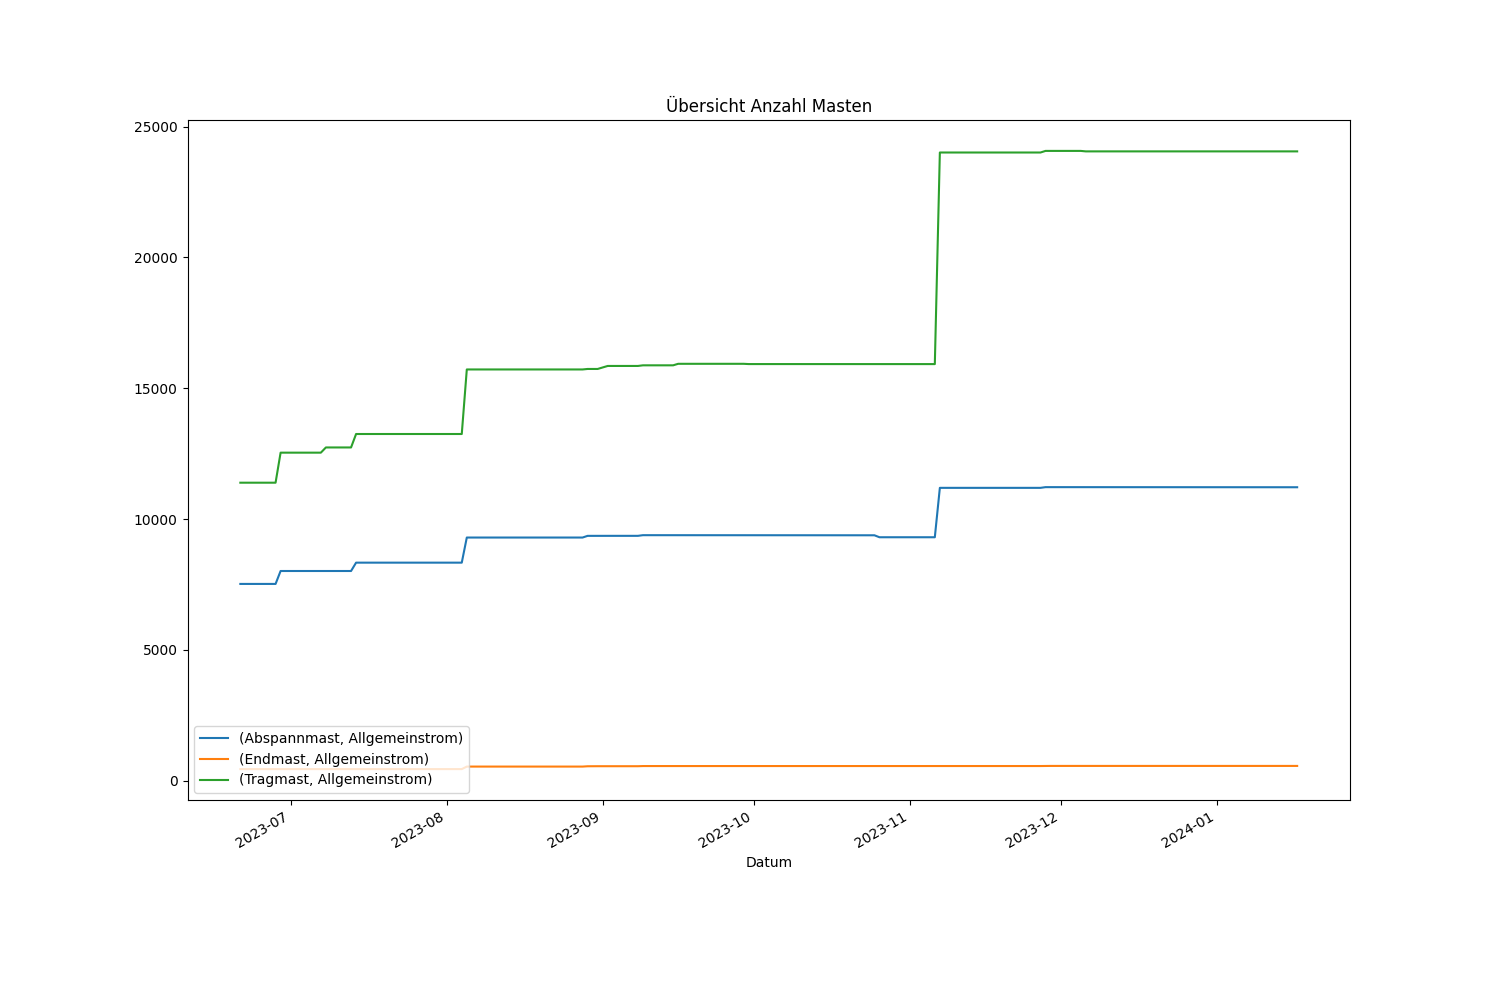 Übersicht Anzahl Masten
25000
20000
15000
10000
5000
0
(Abspannmast, Allgemeinstrom)
(Endmast, Allgemeinstrom)
(Tragmast, Allgemeinstrom)
2023-07
2023-08
2023-09
2023-10
2023-11
2023-12
2024-01
Datum